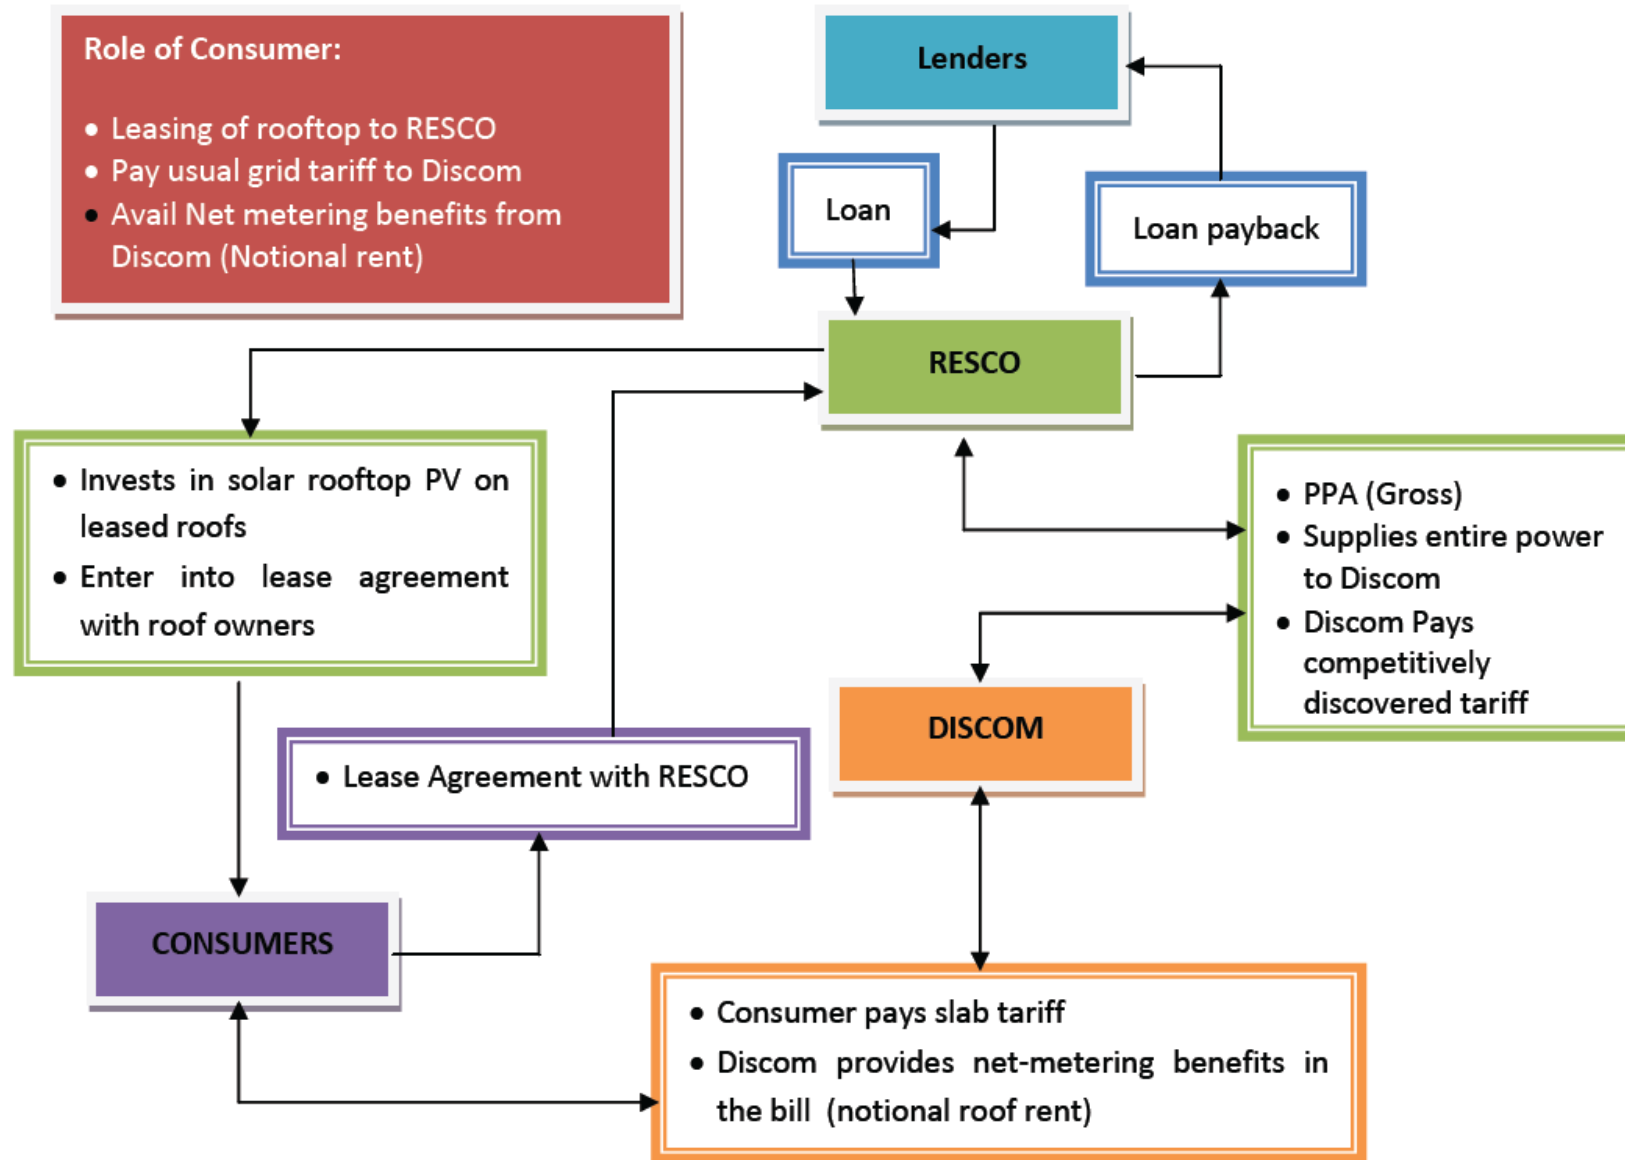 Role of Consumer:
• Leasing of rooftop to RESCO
• Pay usual grid tariff to Discom
• Avail Net metering benefits from
Discom (Notional rent)
Lenders
Loan
Loan payback
RESCO
• Invests in solar rooftop PV on
leased roofs
• Enter into lease agreement
with roof owners
• PPA (Gross)
• Supplies entire power
to Discom
• Discom Pays
competitively
discovered tariff
DISCOM
• Lease Agreement with RESCO
CONSUMERS
• Consumer pays slab tariff
• Discom provides net-metering benefits in
the bill (notional roof rent)